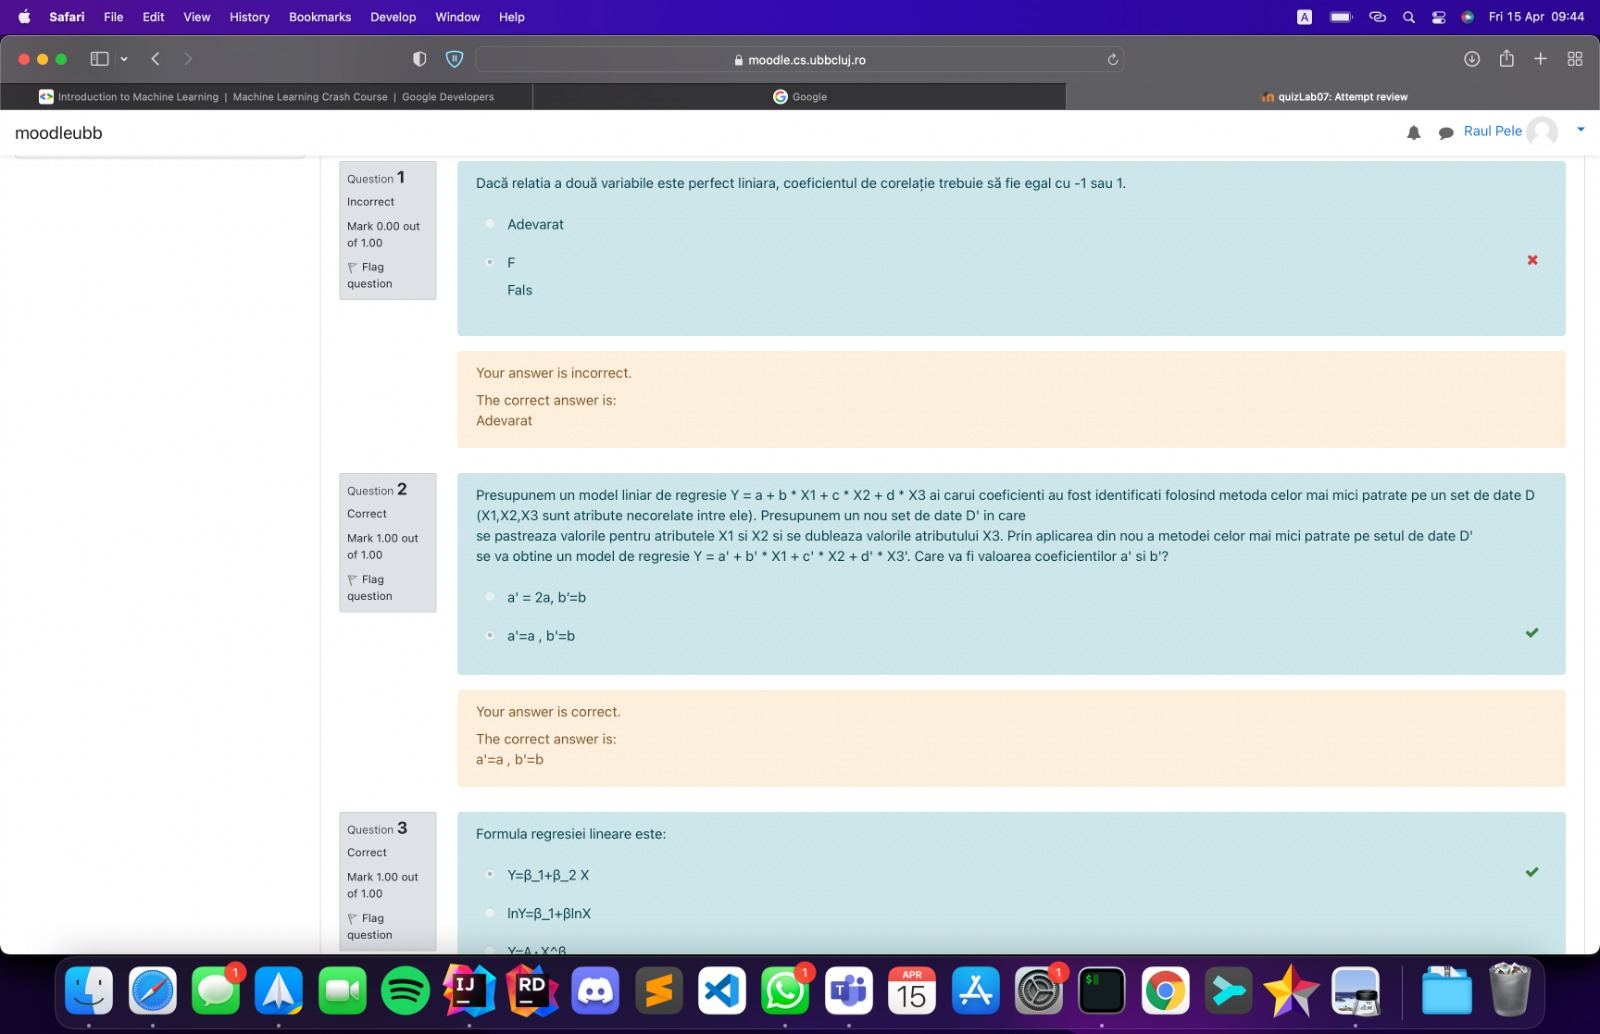 Safari File Edit View History Bookmarks Develop Window Help A Fri 15 Apr 09:44
moodle.cs.ubbcluj.ro
Introduction to Machine Learning | Machine Learning Crash Course | Google Developers
Google
quizLab07: Attempt review
moodleubb
Raul Pele
Question 1
Incorrect
Mark 0.00 out
of 1.00
Flag
question
Dacă relatia a două variabile este perfect liniara, coeficientul de corelație trebuie să fie egal cu -1 sau 1.
Adevarat
F
Fals
Your answer is incorrect.
The correct answer is:
Adevarat
Question 2
Correct
Mark 1.00 out
of 1.00
Flag
question
Presupunem un model liniar de regresie Y = a + b * X1 + c * X2 + d * X3 ai carui coeficienti au fost identificati folosind metoda celor mai mici patrate pe un set de date D
(X1,X2,X3 sunt atribute necorelate intre ele). Presupunem un nou set de date D' in care
se pastreaza valorile pentru atributele X1 si X2 si se dubleaza valorile atributului X3. Prin aplicarea din nou a metodei celor mai mici patrate pe setul de date D'
se va obtine un model de regresie Y = a' + b' * X1 + c' * X2 + d' * X3'. Care va fi valoarea coeficientilor a' si b'?
a' = 2a, b'=b
a'=a , b'=b
Your answer is correct.
The correct answer is:
a'=a , b'=b
Question 3
Correct
Mark 1.00 out
of 1.00
Flag
question
Formula regresiei lineare este:
Y=β_1+β_2 X
lnY=β_1+βlnX
Y=A·X^β
1
IJ
RD
1
APR
15
1
$